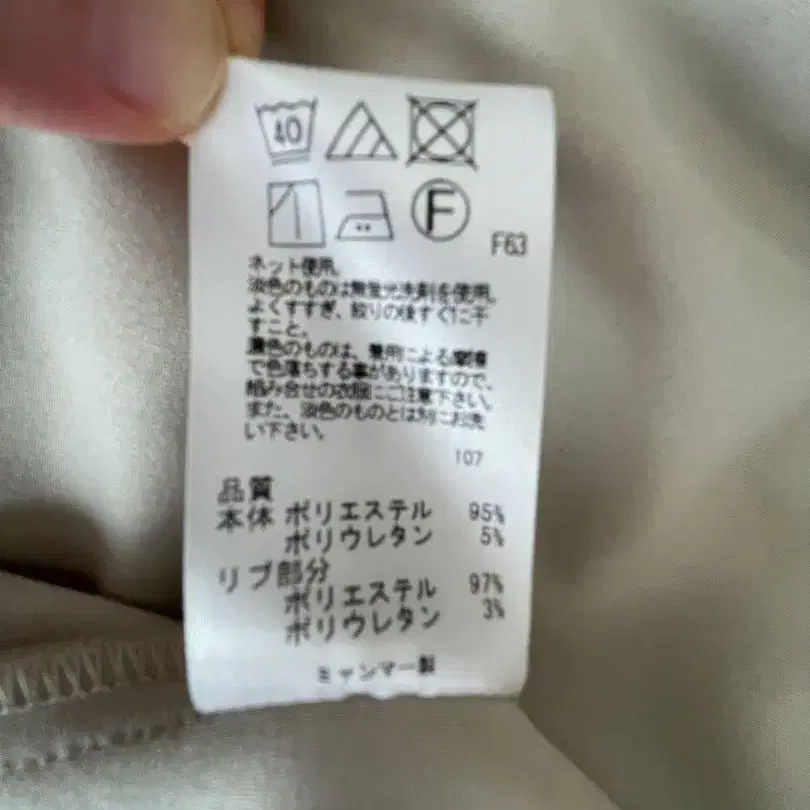 40
F
F63
ネット使用。
淡色のものは無蛍光洗剤を使用。
よくすすぎ、絞りの後すぐに干
すこと。
濃色のものは、着用による摩擦
で色落ちする事がありますので、
組み合せの衣服にご注意下さい。
また、淡色のものとは別にお洗
い下さい。
107
品質
本体 ポリエステル 95%
ポリウレタン 5%
リブ部分
ポリエステル 97%
ポリウレタン 3%
ミャンマー製